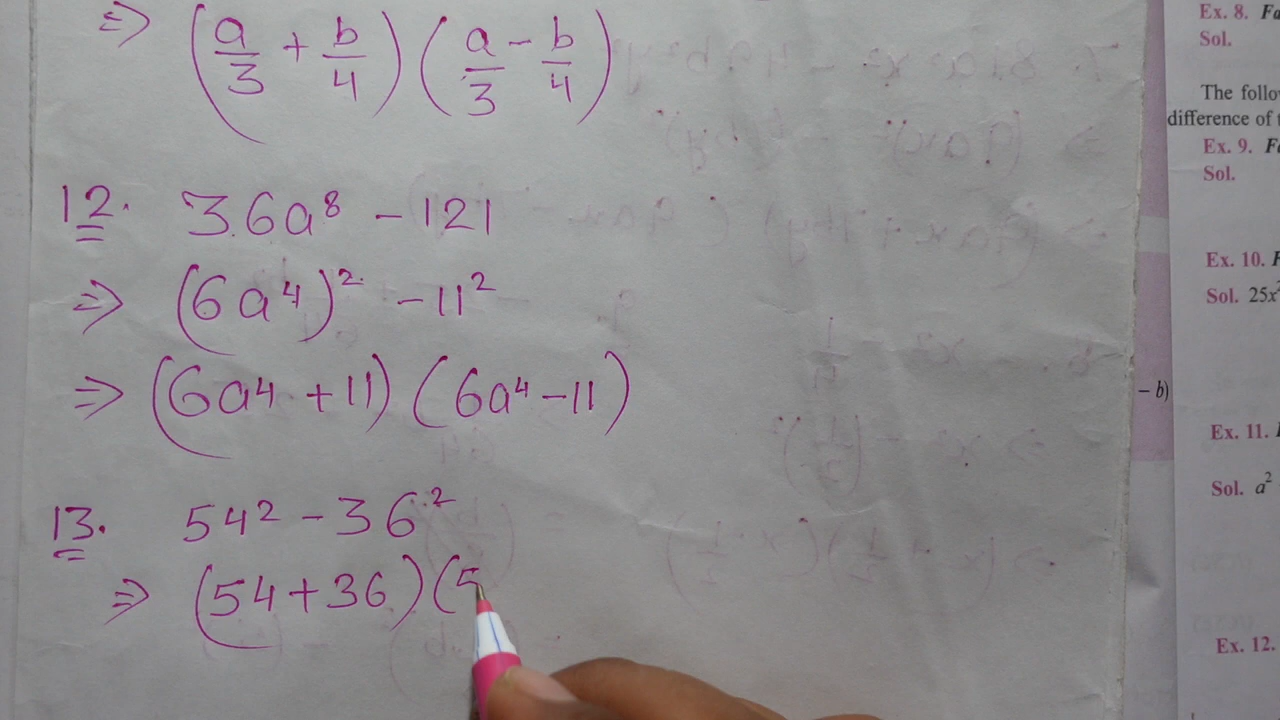 ⇒ (a/3 + b/4) (a/3 - b/4)
12. 36a⁸ - 121
⇒ (6a⁴)² - 11²
⇒ (6a4 + 11) (6a⁴ - 11)
13. 54² - 36²
⇒ (54 + 36) (5
Ex. 8.
Sol.
The follo
difference of
Ex. 9.
Sol.
Ex. 10.
Sol. 25x²
- b)
Ex. 11.
Sol. a²
Ex. 12.